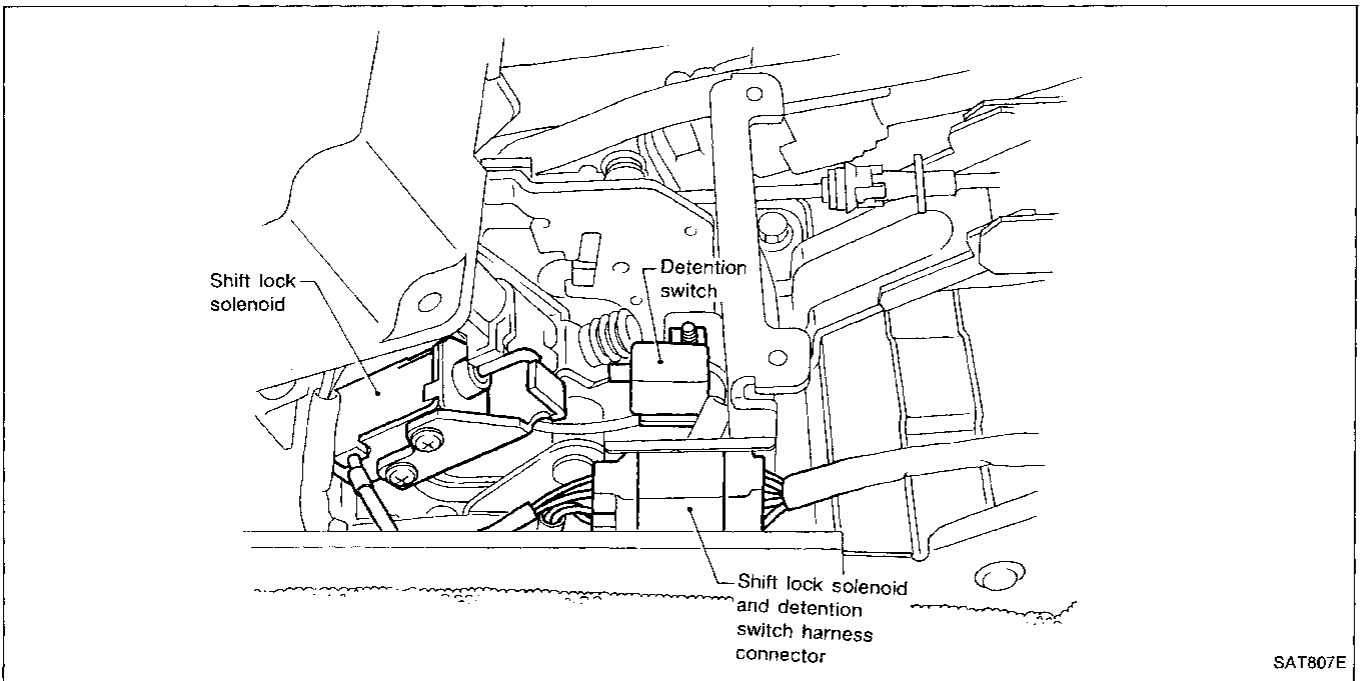 Shift lock
solenoid
Detention
switch
Shift lock solenoid
and detention
switch harness
connector
SAT807E